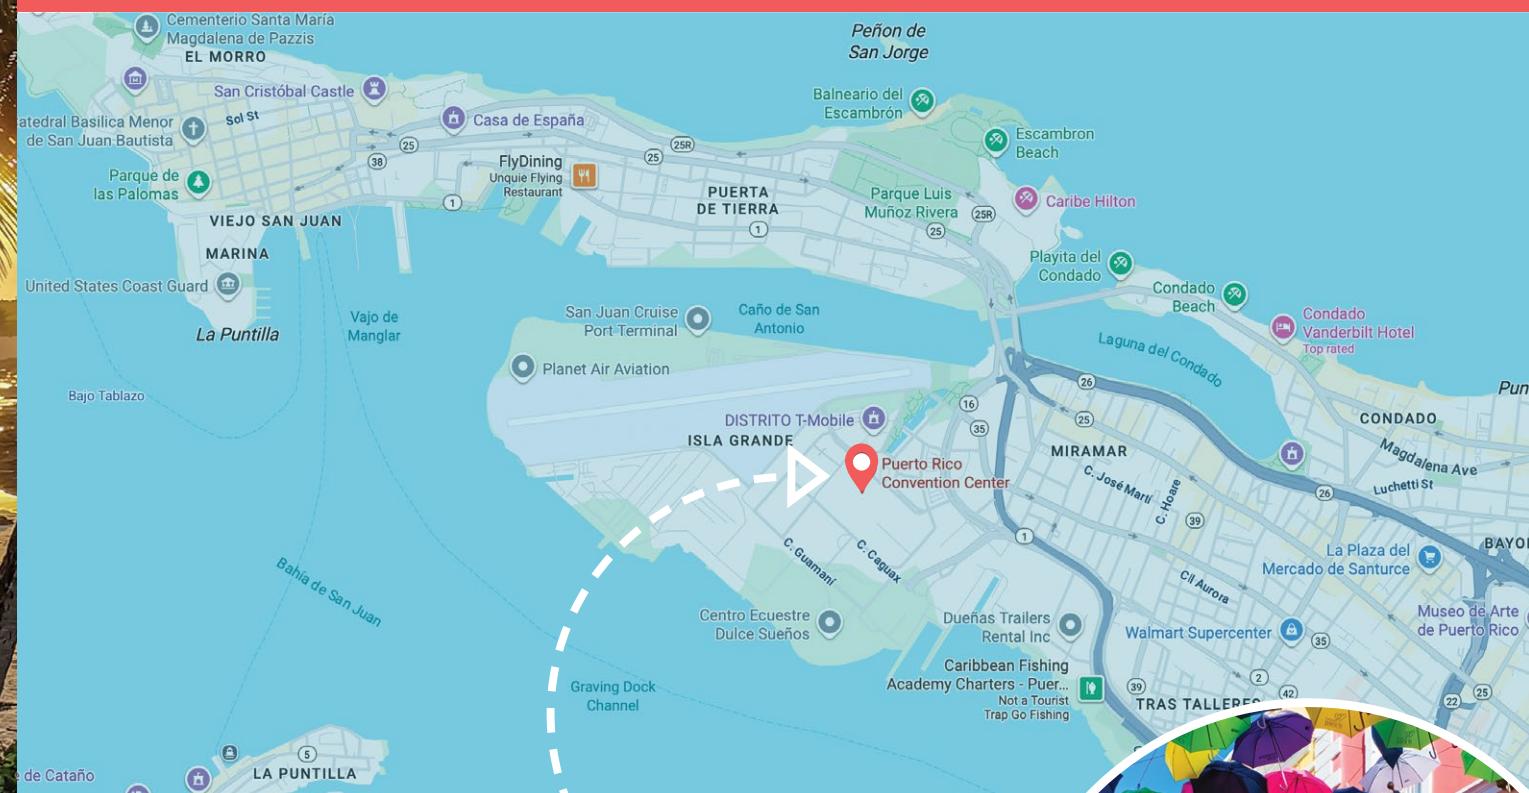 Cementerio Santa María
Magdalena de Pazzis
EL MORRO
Peñon de
San Jorge
San Cristóbal Castle
Sol St
Casa de España
Balneario del
Escambrón
Escambron
Beach
Basilica Menor
de San Juan Bautista
25
38
25
25R
FlyDining
Unquie Flying
Restaurant
Parque de
las Palomas
1
PUERTA
DE TIERRA
1
Parque Luis
Muñoz Rivera
25R
25
Caribe Hilton
VIEJO SAN JUAN
MARINA
United States Coast Guard
La Puntilla
Playita del
Condado
Condado
Beach
Condado
Vanderbilt Hotel
Top rated
Vajo de
Manglar
San Juan Cruise
Port Terminal
Caño de San
Antonio
Laguna del Condado
Planet Air Aviation
Bajo Tablazo
26
25
16
35
CONDADO
Magdalena Ave
Luchetti St
DISTRITO T-Mobile
ISLA GRANDE
Puerto Rico
Convention Center
MIRAMAR
C. José Martí
C. Hoare
39
26
1
C. Guamaní
C. Caguax
La Plaza del
Mercado de Santurce
Cll Aurora
Bahía de San Juan
Centro Ecuestre
Dulce Sueños
Dueñas Trailers
Rental Inc
Walmart Supercenter
35
Museo de Arte
de Puerto Rico
Caribbean Fishing
Academy Charters - Puer...
Not a Tourist
Trap Go Fishing
39
2
42
22
25
TRAS TALLERES
Graving Dock
Channel
5
LA PUNTILLA
de Cataño